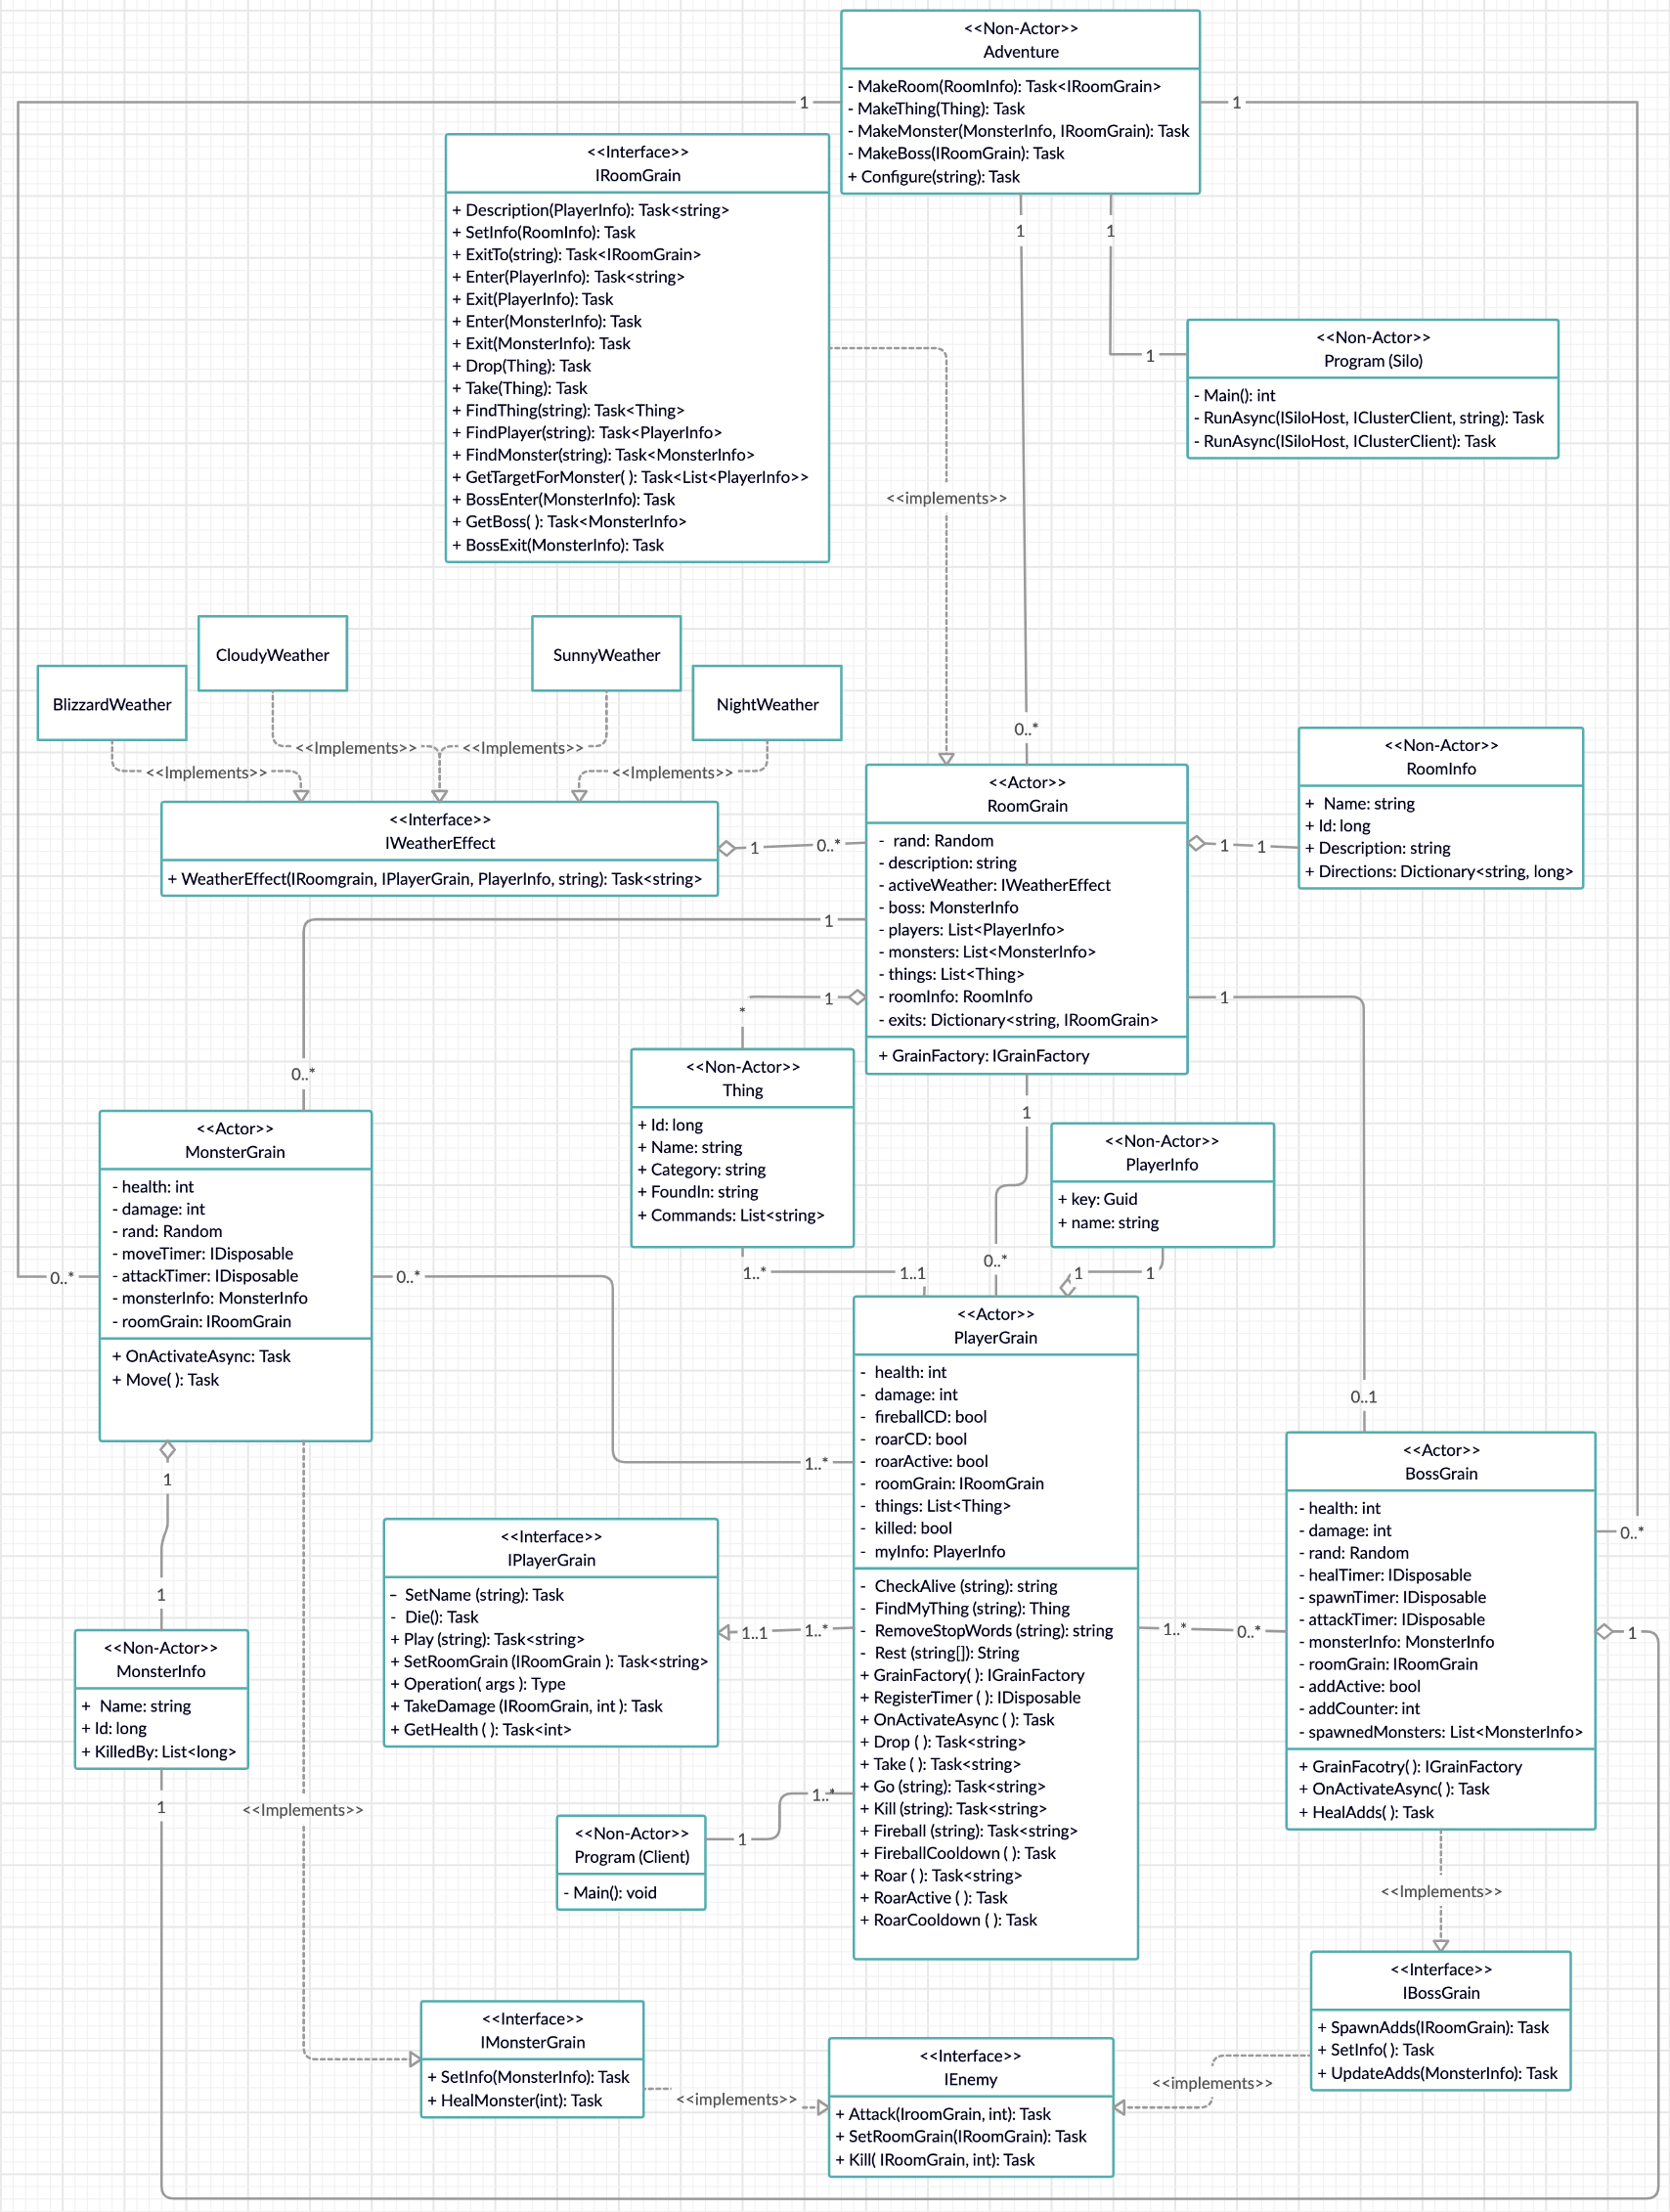 <<Non-Actor>>
Adventure
- MakeRoom(RoomInfo): Task<IRoomGrain>
- MakeThing(Thing): Task
- MakeMonster(MonsterInfo, IRoomGrain): Task
- MakeBoss(IRoomGrain): Task
+ Configure(string): Task
1
1
1
1
<<Interface>>
IRoomGrain
+ Description(PlayerInfo): Task<string>
+ SetInfo(RoomInfo): Task
+ ExitTo(string): Task<IRoomGrain>
+ Enter(PlayerInfo): Task<string>
+ Exit(PlayerInfo): Task
+ Enter(MonsterInfo): Task
+ Exit(MonsterInfo): Task
+ Drop(Thing): Task
+ Take(Thing): Task
+ FindThing(string): Task<Thing>
+ FindPlayer(string): Task<PlayerInfo>
+ FindMonster(string): Task<MonsterInfo>
+ GetTargetForMonster( ): Task<List<PlayerInfo>>
+ BossEnter(MonsterInfo): Task
+ GetBoss( ): Task<MonsterInfo>
+ BossExit(MonsterInfo): Task
<<implements>>
1
<<Non-Actor>>
Program (Silo)
- Main(): int
- RunAsync(ISiloHost, IClusterClient, string): Task
- RunAsync(ISiloHost, IClusterClient): Task
0..*
BlizzardWeather
CloudyWeather
SunnyWeather
NightWeather
<<Implements>>
<<Implements>>
<<Implements>>
<<Implements>>
<<Interface>>
IWeatherEffect
+ WeatherEffect(IRoomgrain, IPlayerGrain, PlayerInfo, string): Task<string>
1
0..*
<<Actor>>
RoomGrain
- rand: Random
- description: string
- activeWeather: IWeatherEffect
- boss: MonsterInfo
- players: List<PlayerInfo>
- monsters: List<MonsterInfo>
- things: List<Thing>
- roomInfo: RoomInfo
- exits: Dictionary<string, IRoomGrain>
+ GrainFactory: IGrainFactory
1
1
<<Non-Actor>>
RoomInfo
+ Name: string
+ Id: long
+ Description: string
+ Directions: Dictionary<string, long>
1
0..*
1
*
1
0..1
1
0..*
<<Non-Actor>>
Thing
+ Id: long
+ Name: string
+ Category: string
+ FoundIn: string
+ Commands: List<string>
1..*
1..1
<<Non-Actor>>
PlayerInfo
+ key: Guid
+ name: string
1
1
<<Actor>>
MonsterGrain
- health: int
- damage: int
- rand: Random
- moveTimer: IDisposable
- attackTimer: IDisposable
- monsterInfo: MonsterInfo
- roomGrain: IRoomGrain
+ OnActivateAsync: Task
+ Move( ): Task
0..*
0..*
1..*
1
1
<<Actor>>
PlayerGrain
- health: int
- damage: int
- fireballCD: bool
- roarCD: bool
- roarActive: bool
- roomGrain: IRoomGrain
- things: List<Thing>
- killed: bool
- myInfo: PlayerInfo
- CheckAlive (string): string
- FindMyThing (string): Thing
- RemoveStopWords (string): string
- Rest (string[]): String
+ GrainFactory( ): IGrainFactory
+ RegisterTimer ( ): IDisposable
+ OnActivateAsync ( ): Task
+ Drop ( ): Task<string>
+ Take ( ): Task<string>
+ Go (string): Task<string>
+ Kill (string): Task<string>
+ Fireball (string): Task<string>
+ FireballCooldown ( ): Task
+ Roar ( ): Task<string>
+ RoarActive ( ): Task
+ RoarCooldown ( ): Task
<<Interface>>
IPlayerGrain
- SetName (string): Task
- Die(): Task
+ Play (string): Task<string>
+ SetRoomGrain (IRoomGrain ): Task<string>
+ Operation( args ): Type
+ TakeDamage (IRoomGrain, int ): Task
+ GetHealth ( ): Task<int>
1..1
1..*
1..*
0..*
<<Actor>>
BossGrain
- health: int
- damage: int
- rand: Random
- healTimer: IDisposable
- spawnTimer: IDisposable
- attackTimer: IDisposable
- monsterInfo: MonsterInfo
- roomGrain: IRoomGrain
- addActive: bool
- addCounter: int
- spawnedMonsters: List<MonsterInfo>
+ GrainFacotry( ): IGrainFactory
+ OnActivateAsync( ): Task
+ HealAdds( ): Task
0..*
1
<<Non-Actor>>
MonsterInfo
+ Name: string
+ Id: long
+ KilledBy: List<long>
1
<<Implements>>
<<Non-Actor>>
Program (Client)
- Main(): void
1
1..*
<<Implements>>
<<Interface>>
IBossGrain
+ SpawnAdds(IRoomGrain): Task
+ SetInfo( ): Task
+ UpdateAdds(MonsterInfo): Task
<<Interface>>
IMonsterGrain
+ SetInfo(MonsterInfo): Task
+ HealMonster(int): Task
<<implements>>
<<Interface>>
IEnemy
+ Attack(IroomGrain, int): Task
+ SetRoomGrain(IRoomGrain): Task
+ Kill( IRoomGrain, int): Task
<<implements>>